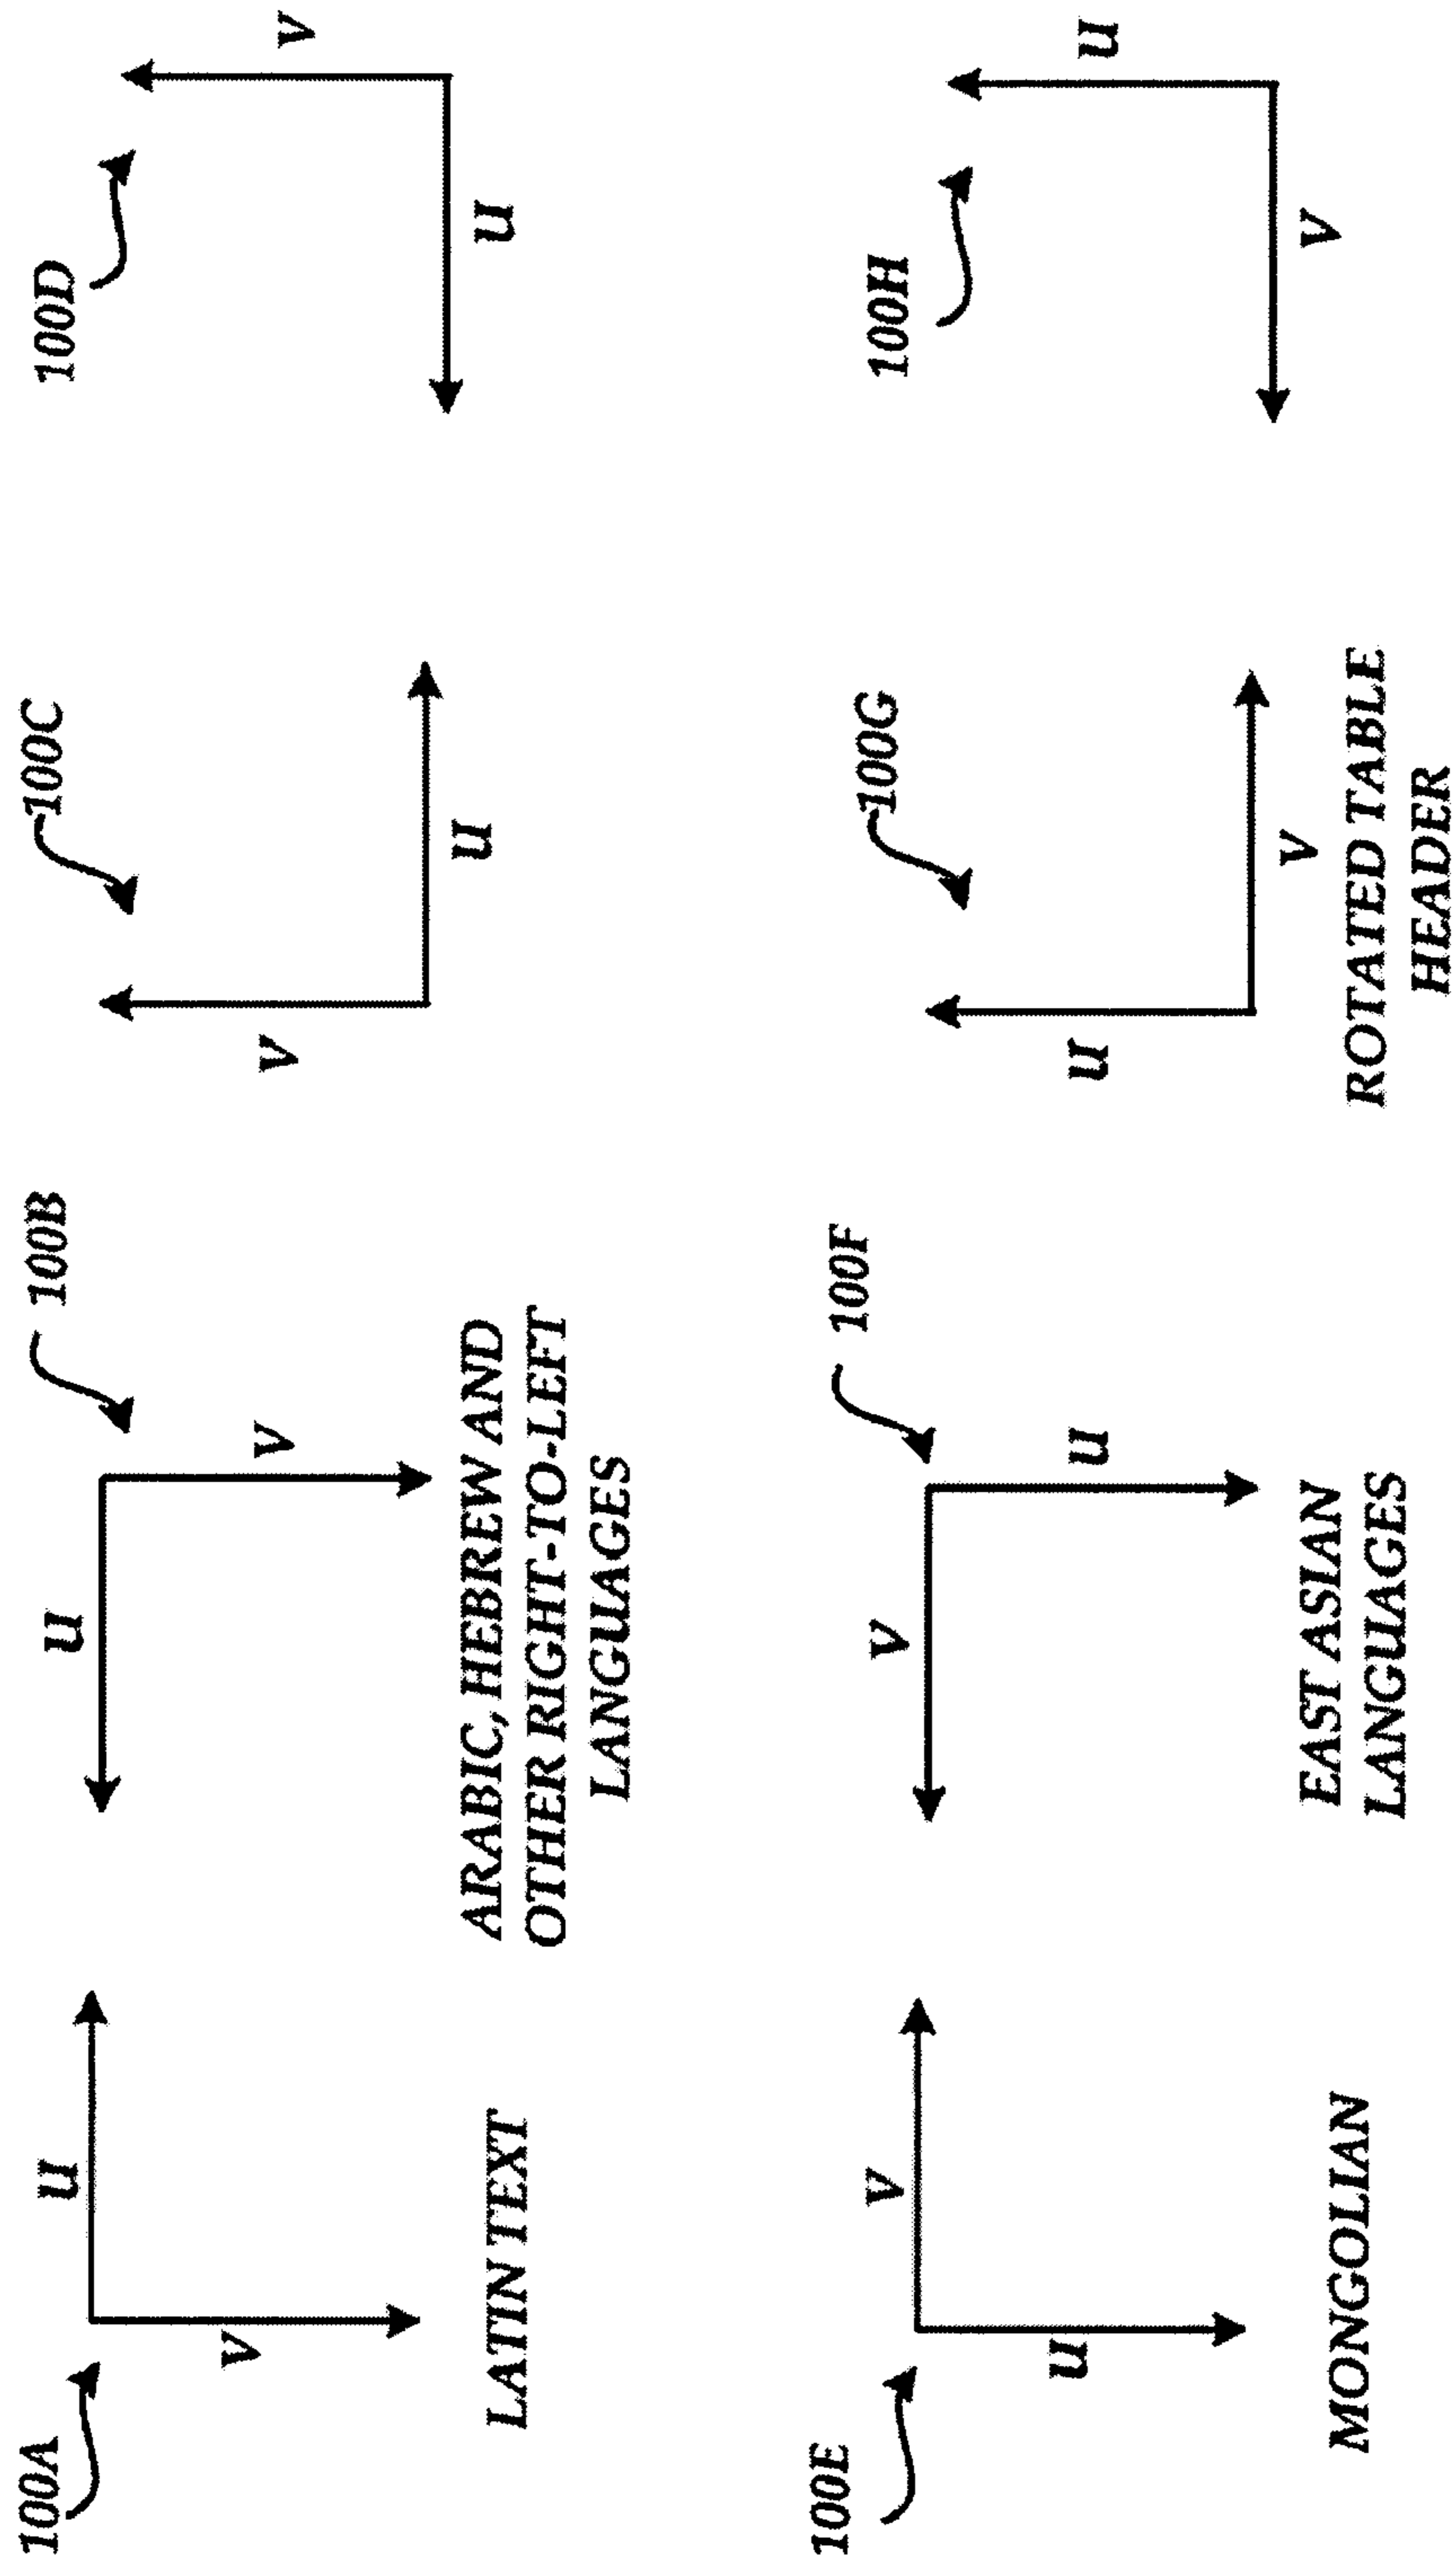 100A
u
v
LATIN TEXT
100B
u
v
ARABIC, HEBREW AND
OTHER RIGHT-TO-LEFT
LANGUAGES
100C
v
u
100D
v
u
100E
v
u
MONGOLIAN
100F
v
u
EAST ASIAN
LANGUAGES
100G
u
v
ROTATED TABLE
HEADER
100H
u
v